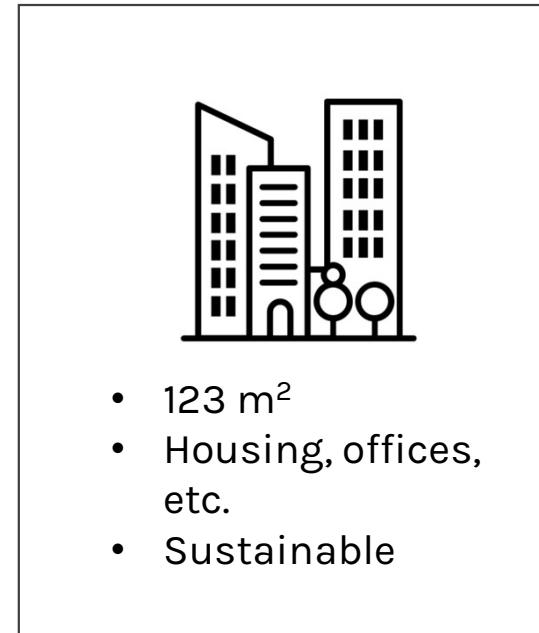 • 123 m²
• Housing, offices,
etc.
• Sustainable